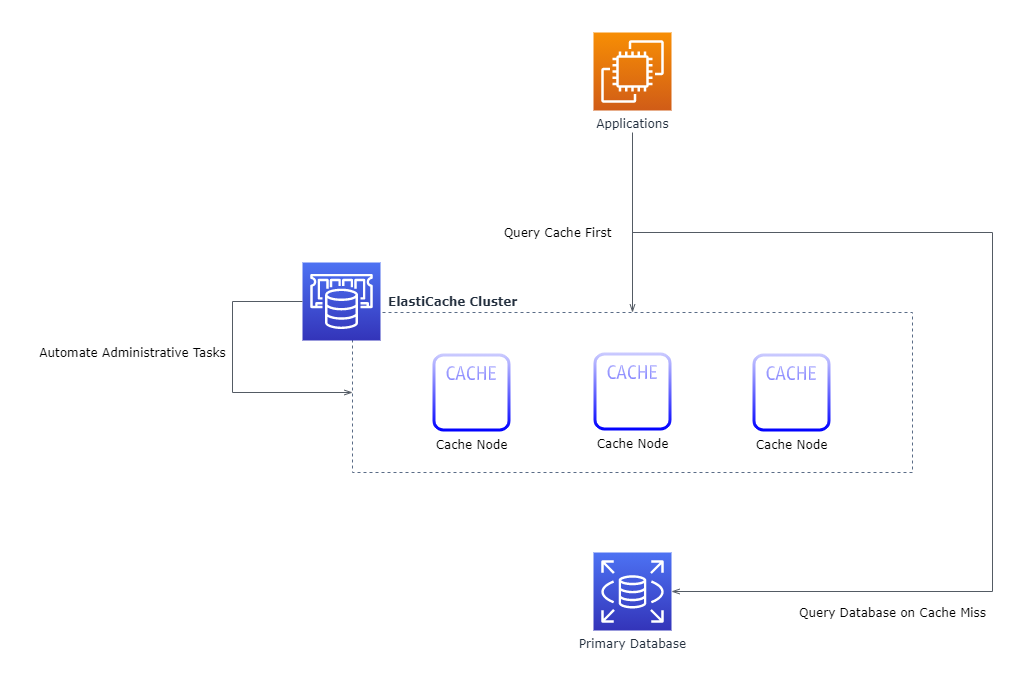 Applications
Query Cache First
ElastiCache Cluster
Automate Administrative Tasks
CACHE
CACHE
CACHE
Cache Node
Cache Node
Cache Node
Query Database on Cache Miss
Primary Database